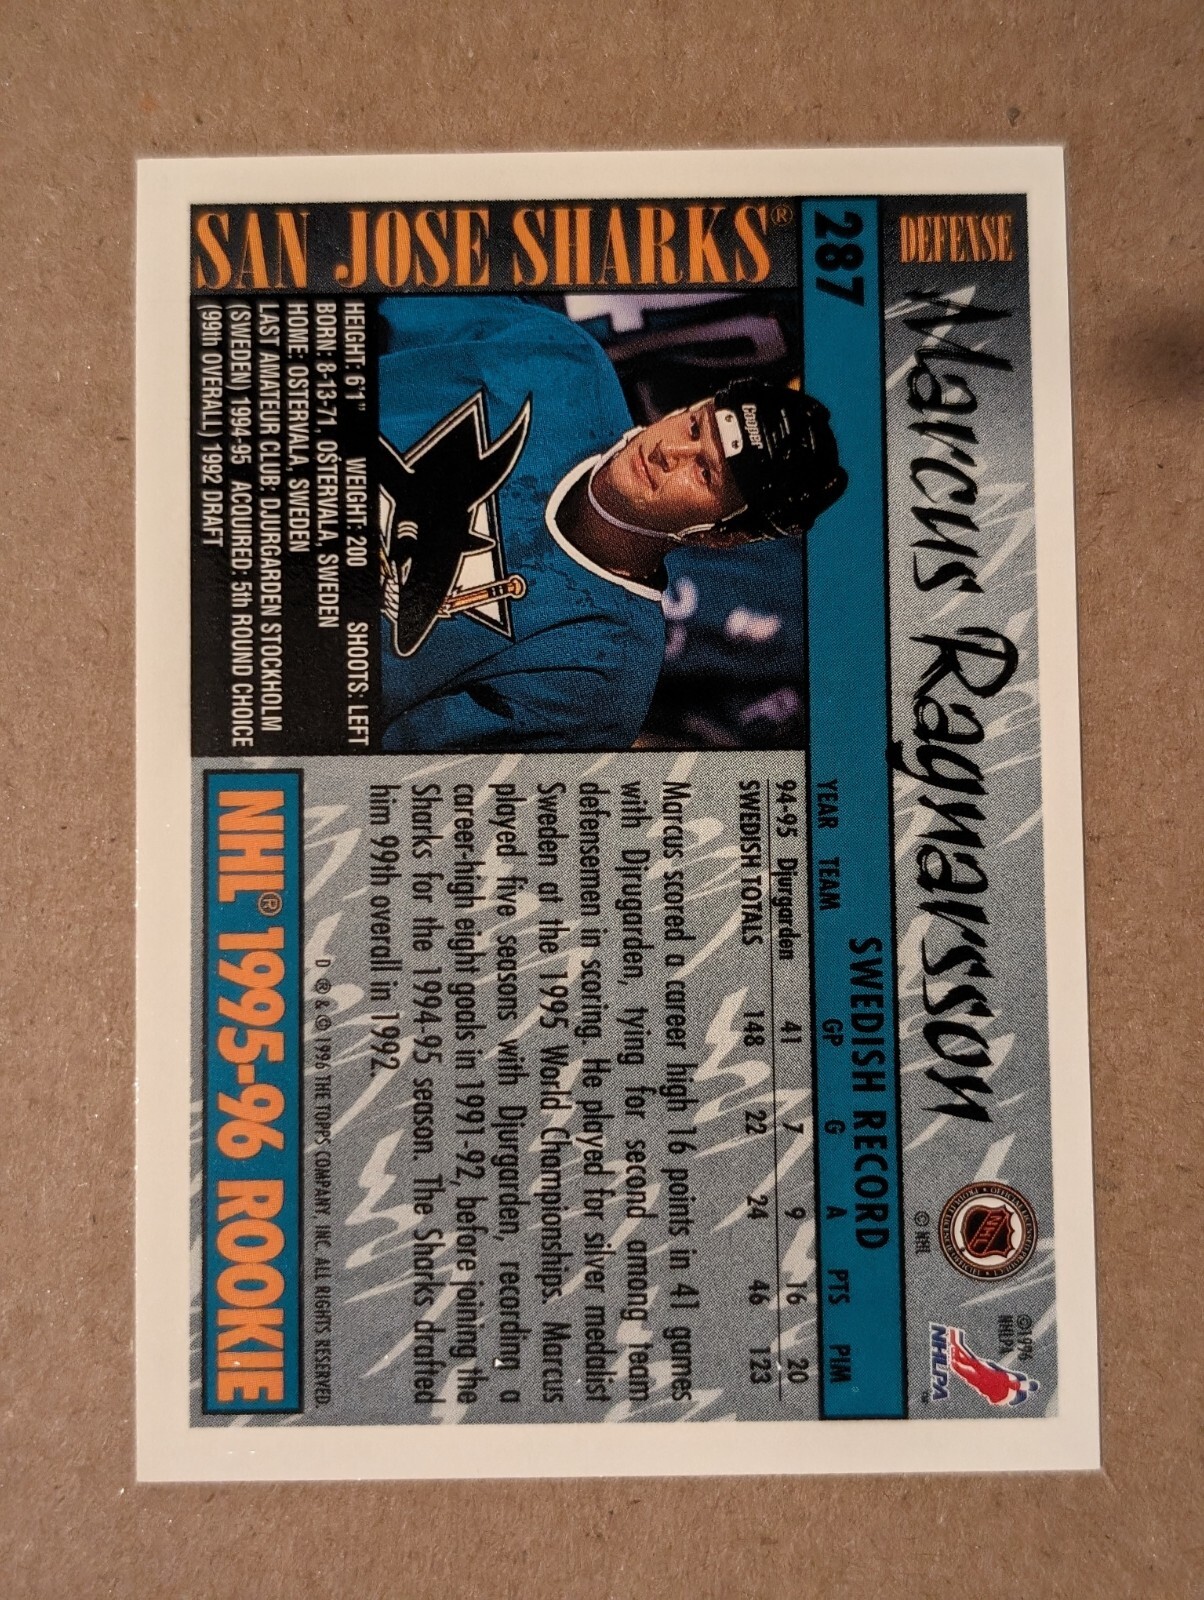 DEFENSE Marcus Ragnarsson
©1996
NHLPA
NHL
© NHL
NHLPA
TM
287
SWEDISH RECORD
YEAR TEAM GP G A PTS PIM
94-95 Djurgarden 41 7 9 16 20
SWEDISH TOTALS 148 22 24 46 123
SAN JOSE SHARKS®
cooper
Marcus scored a career high 16 points in 41 games
with Djrugarden, tying for second among team
defensemen in scoring. He played for silver medalist
Sweden at the 1995 World Championships. Marcus
played five seasons with Djurgarden, recording a
career-high eight goals in 1991-92, before joining the
Sharks for the 1994-95 season. The Sharks drafted
him 99th overall in 1992.
HEIGHT: 6'1" WEIGHT: 200 SHOOTS: LEFT
BORN: 8-13-71, OSTERVALA, SWEDEN
HOME: OSTERVALA, SWEDEN
LAST AMATEUR CLUB: DJURGARDEN STOCKHOLM
(SWEDEN) 1994-95 ACQUIRED: 5th ROUND CHOICE
(99th OVERALL) 1992 DRAFT
D ® & © 1996 THE TOPPS COMPANY, INC. ALL RIGHTS RESERVED.
NHL® 1995-96 ROOKIE